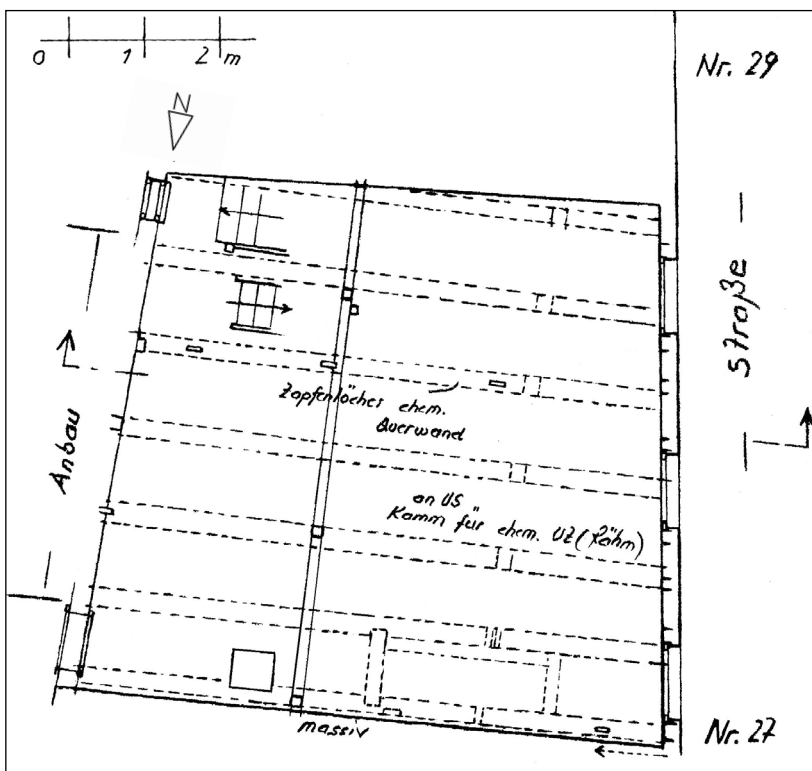 0 1 2 m
N
Nr. 29
Straße
Anbau
Zapfenlöcher ehem.
Querwand
an US
Kamm für ehem. UZ (Rähm)
massiv
Nr. 27